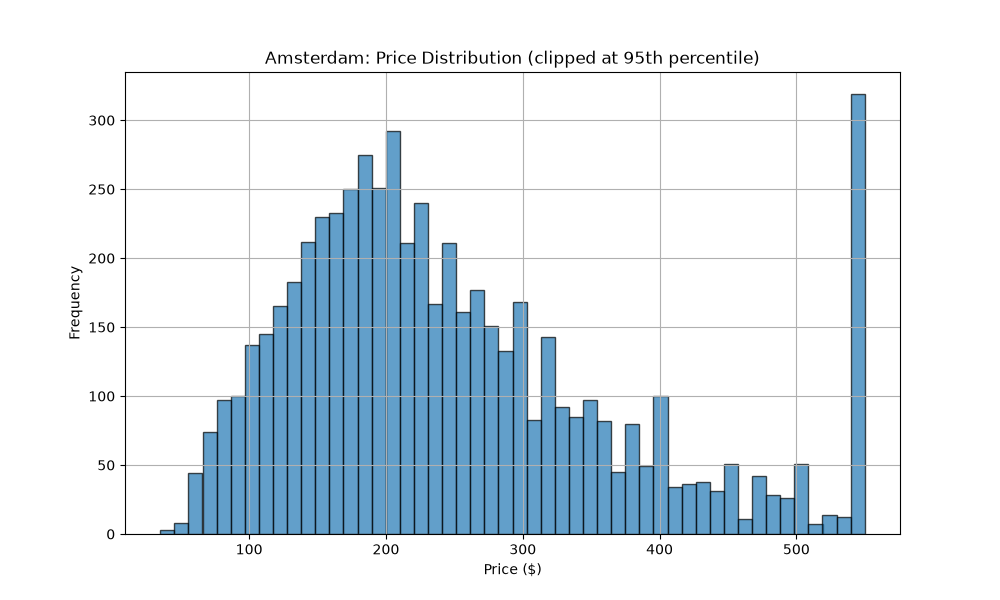 Amsterdam: Price Distribution (clipped at 95th percentile)
300
250
200
150
100
50
0
Frequency
100 200 300 400 500
Price ($)